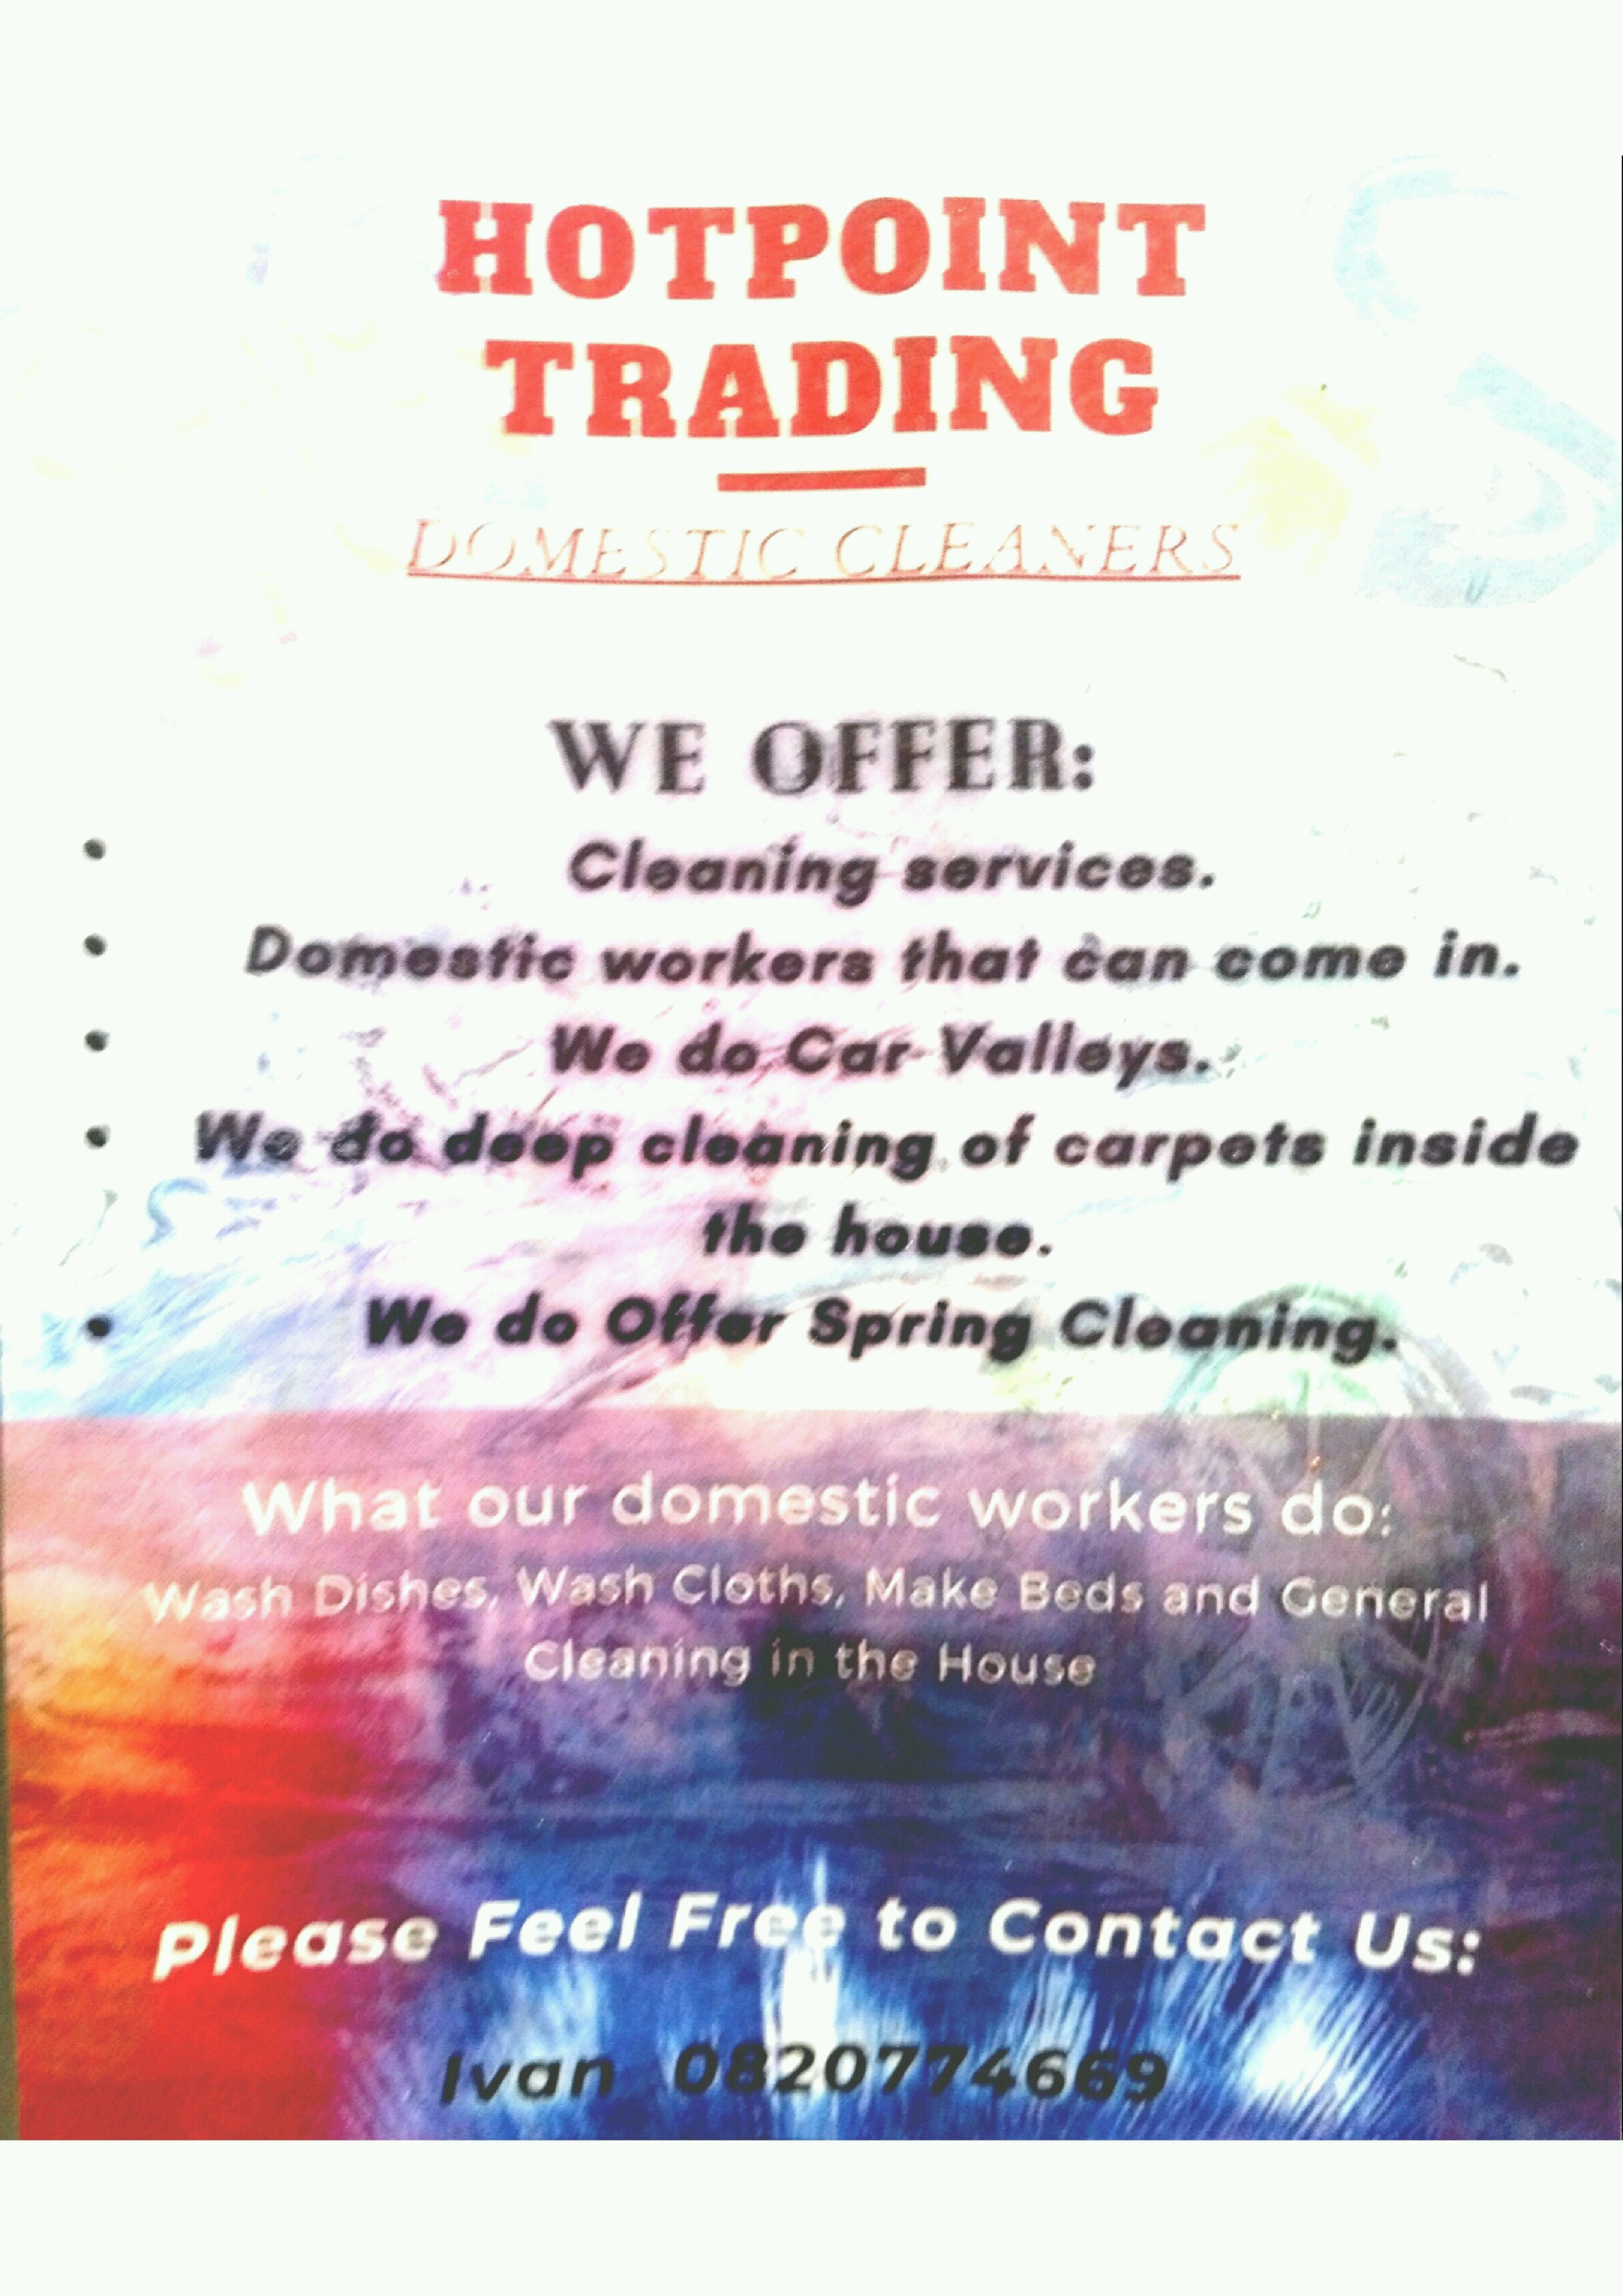 HOTPOINT
TRADING
DOMESTIC CLEANERS
WE OFFER:
• Cleaning services.
• Domestic workers that can come in.
• We do Car Valleys.
• We do deep cleaning of carpets inside
the house.
• We do Offer Spring Cleaning.
What our domestic workers do:
Wash Dishes, Wash Cloths, Make Beds and General
Cleaning in the House
Please Feel Free to Contact Us:
Ivan 0820774669